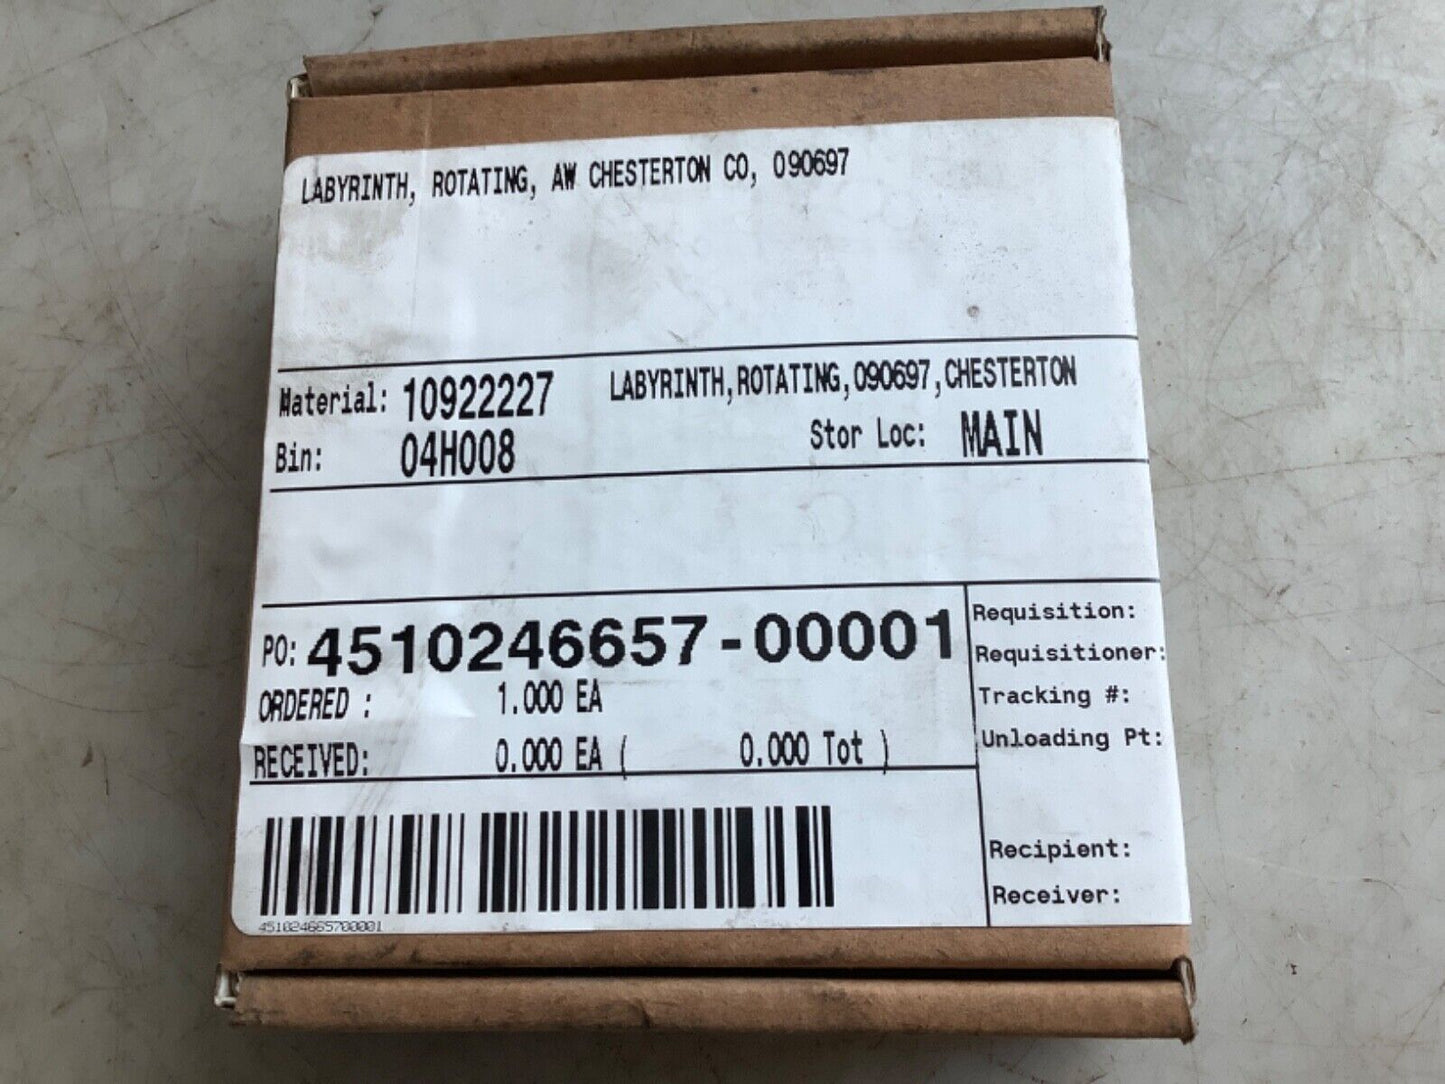 LABYRINTH, ROTATING, AW CHESTERTON CO, 090697
Material: 10922227 LABYRINTH,ROTATING,090697,CHESTERTON
Bin: 04H008 Stor Loc: MAIN
PO: 4510246657-00001
ORDERED : 1.000 EA
RECEIVED: 0.000 EA ( 0.000 Tot )
Requisition:
Requisitioner:
Tracking #:
Unloading Pt:
Recipient:
Receiver:
451024665700001